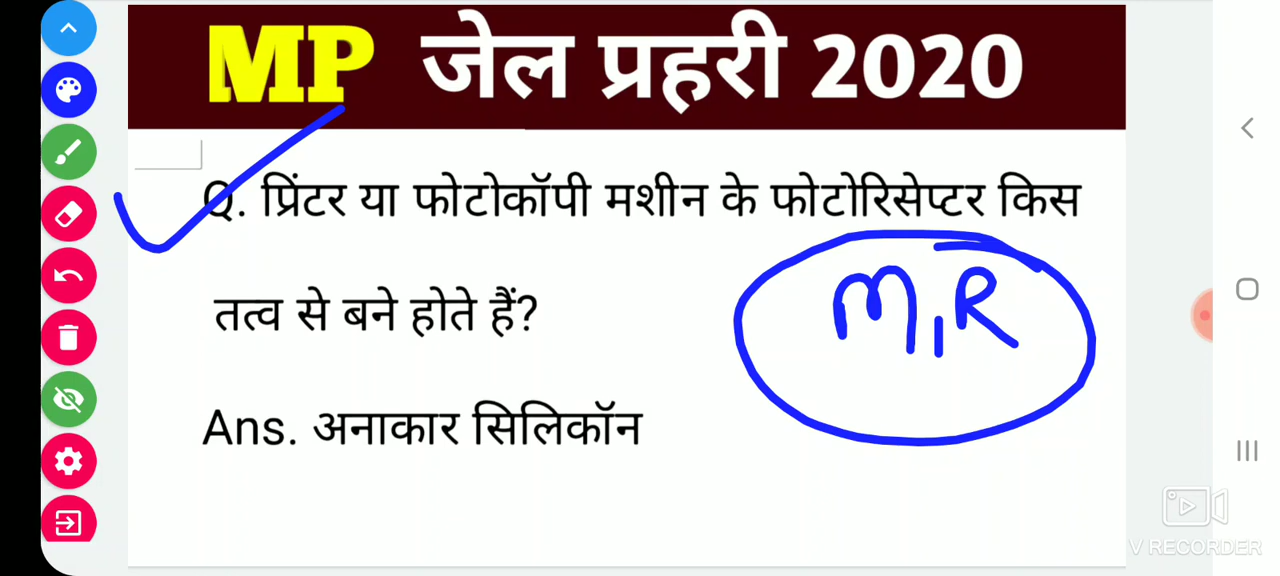 MP जेल प्रहरी 2020
Q. प्रिंटर या फोटोकॉपी मशीन के फोटोरिसेप्टर किस
तत्व से बने होते हैं?
M,R
Ans. अनाकार सिलिकॉन
V RECORDER